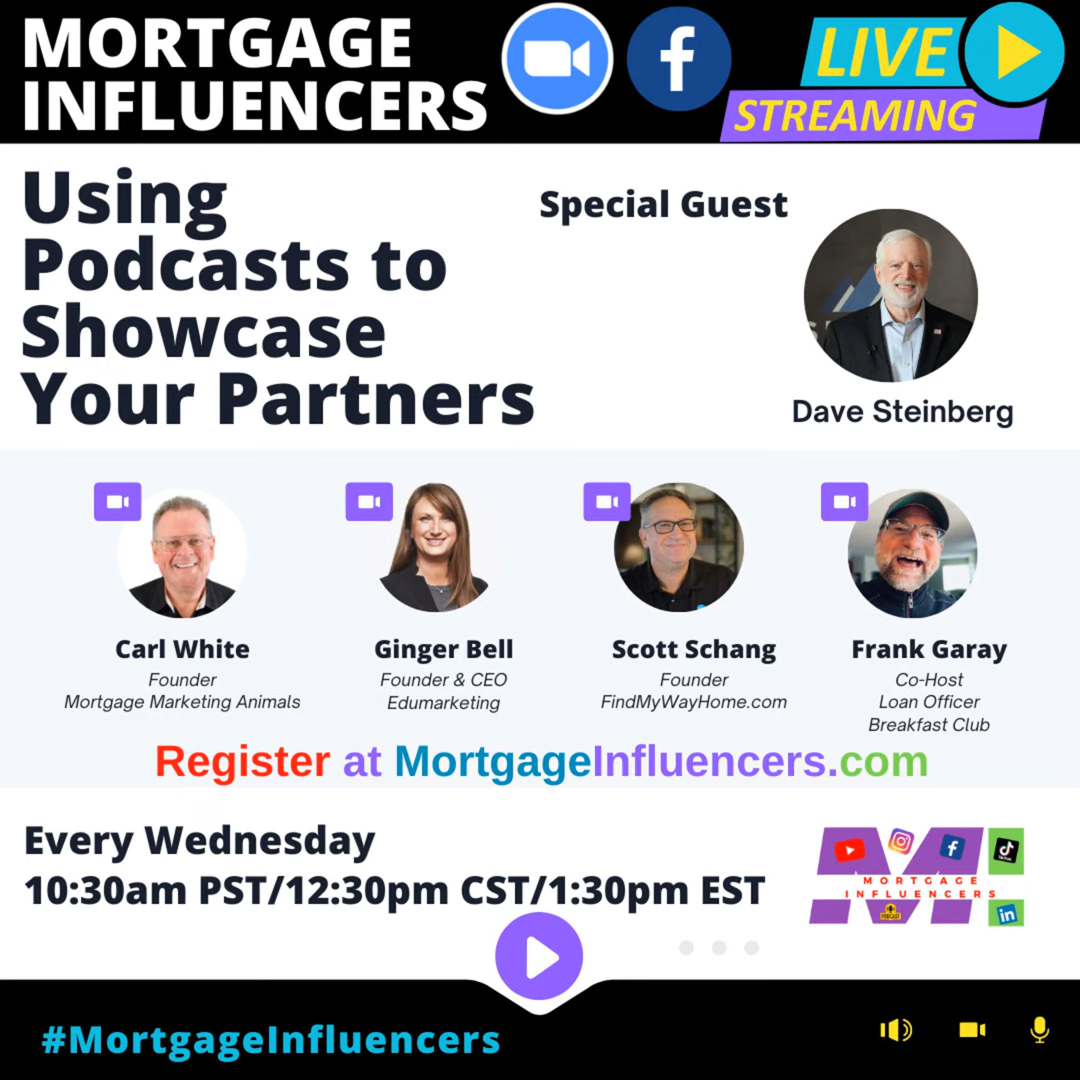 MORTGAGE
INFLUENCERS
LIVE
STREAMING
Using
Podcasts to
Showcase
Your Partners
Special Guest
Dave Steinberg
Carl White
Founder
Mortgage Marketing Animals
Ginger Bell
Founder & CEO
Edumarketing
Scott Schang
Founder
FindMyWayHome.com
Frank Garay
Co-Host
Loan Officer
Breakfast Club
Register at MortgageInfluencers.com
Every Wednesday
10:30am PST/12:30pm CST/1:30pm EST
MORTGAGE
INFLUENCERS
PODCAST
#MortgageInfluencers